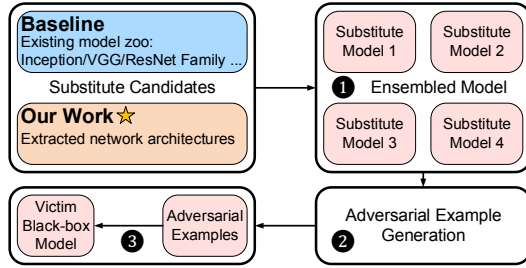 Baseline
Existing model zoo:
Inception/VGG/ResNet Family ...
Substitute Candidates
Our Work
Extracted network architectures
Substitute
Model 1
Substitute
Model 2
1 Ensembled Model
Substitute
Model 3
Substitute
Model 4
Adversarial Example
Generation
2
Adversarial
Examples
3
Victim
Black-box
Model